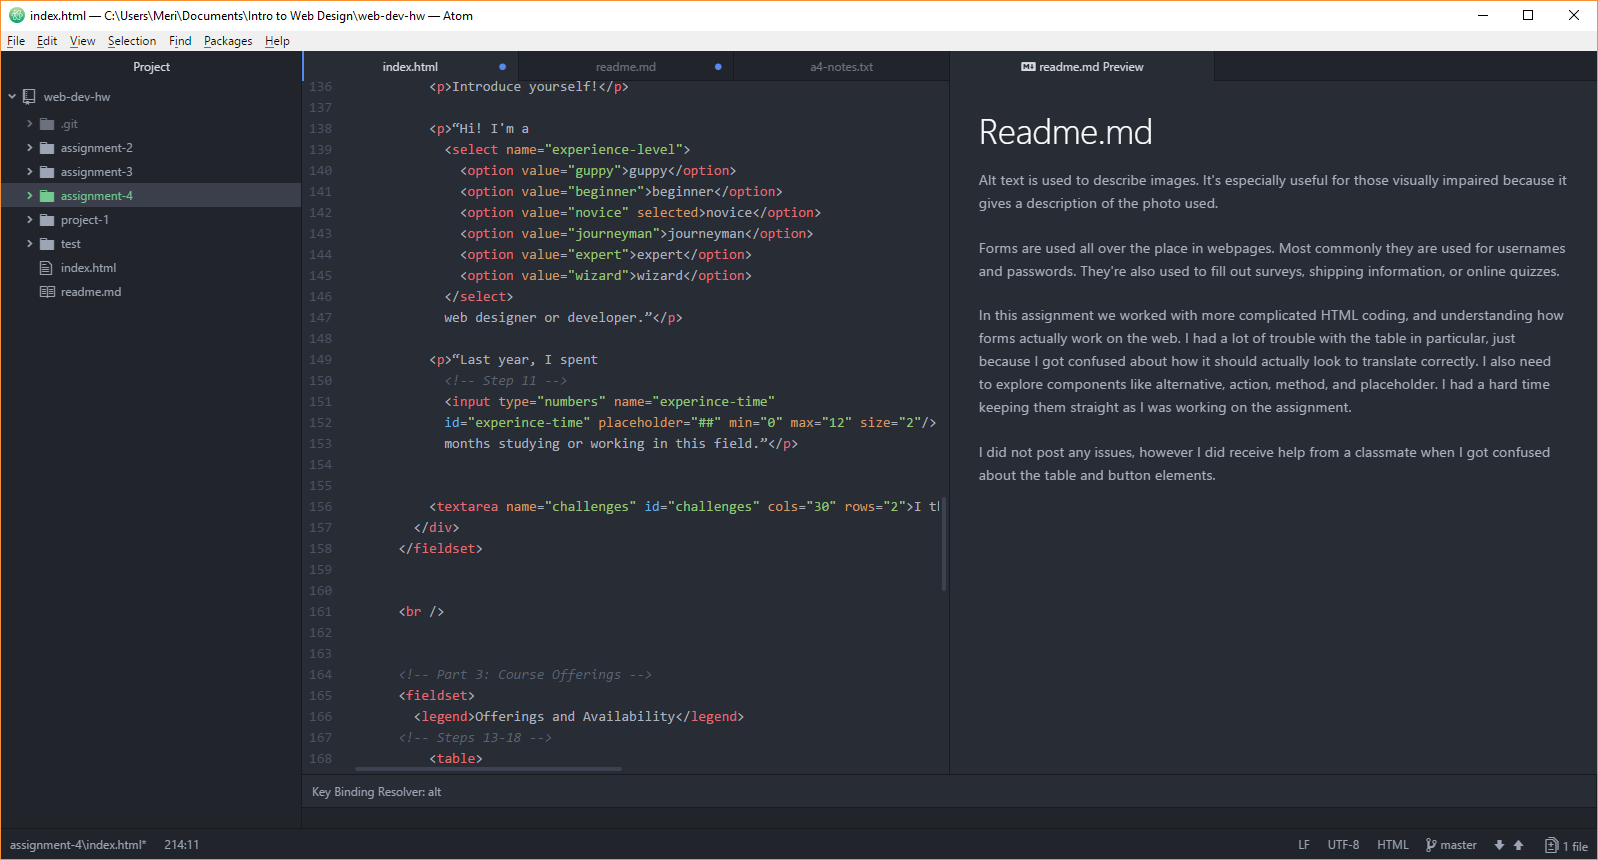 index.html — C:\Users\Meri\Documents\Intro to Web Design\web-dev-hw — Atom
File Edit View Selection Find Packages Help
Project
web-dev-hw
.git
assignment-2
assignment-3
assignment-4
project-1
test
index.html
readme.md
index.html readme.md a4-notes.txt
136 <p>Introduce yourself!</p>
137
138 <p>“Hi! I'm a
139 <select name="experience-level">
140 <option value="guppy">guppy</option>
141 <option value="beginner">beginner</option>
142 <option value="novice" selected>novice</option>
143 <option value="journeyman">journeyman</option>
144 <option value="expert">expert</option>
145 <option value="wizard">wizard</option>
146 </select>
147 web designer or developer.”</p>
148
149 <p>“Last year, I spent
150 <!-- Step 11 -->
151 <input type="numbers" name="experince-time"
152 id="experince-time" placeholder="##" min="0" max="12" size="2"/>
153 months studying or working in this field.”</p>
154
155
156 <textarea name="challenges" id="challenges" cols="30" rows="2">I th
157 </div>
158 </fieldset>
159
160
161 <br />
162
163
164 <!-- Part 3: Course Offerings -->
165 <fieldset>
166 <legend>Offerings and Availability</legend>
167 <!-- Steps 13-18 -->
168 <table>
readme.md Preview
Readme.md
Alt text is used to describe images. It's especially useful for those visually impaired because it
gives a description of the photo used.
Forms are used all over the place in webpages. Most commonly they are used for usernames
and passwords. They're also used to fill out surveys, shipping information, or online quizzes.
In this assignment we worked with more complicated HTML coding, and understanding how
forms actually work on the web. I had a lot of trouble with the table in particular, just
because I got confused about how it should actually look to translate correctly. I also need
to explore components like alternative, action, method, and placeholder. I had a hard time
keeping them straight as I was working on the assignment.
I did not post any issues, however I did receive help from a classmate when I got confused
about the table and button elements.
Key Binding Resolver: alt
assignment-4\index.html* 214:11 LF UTF-8 HTML master 1 file